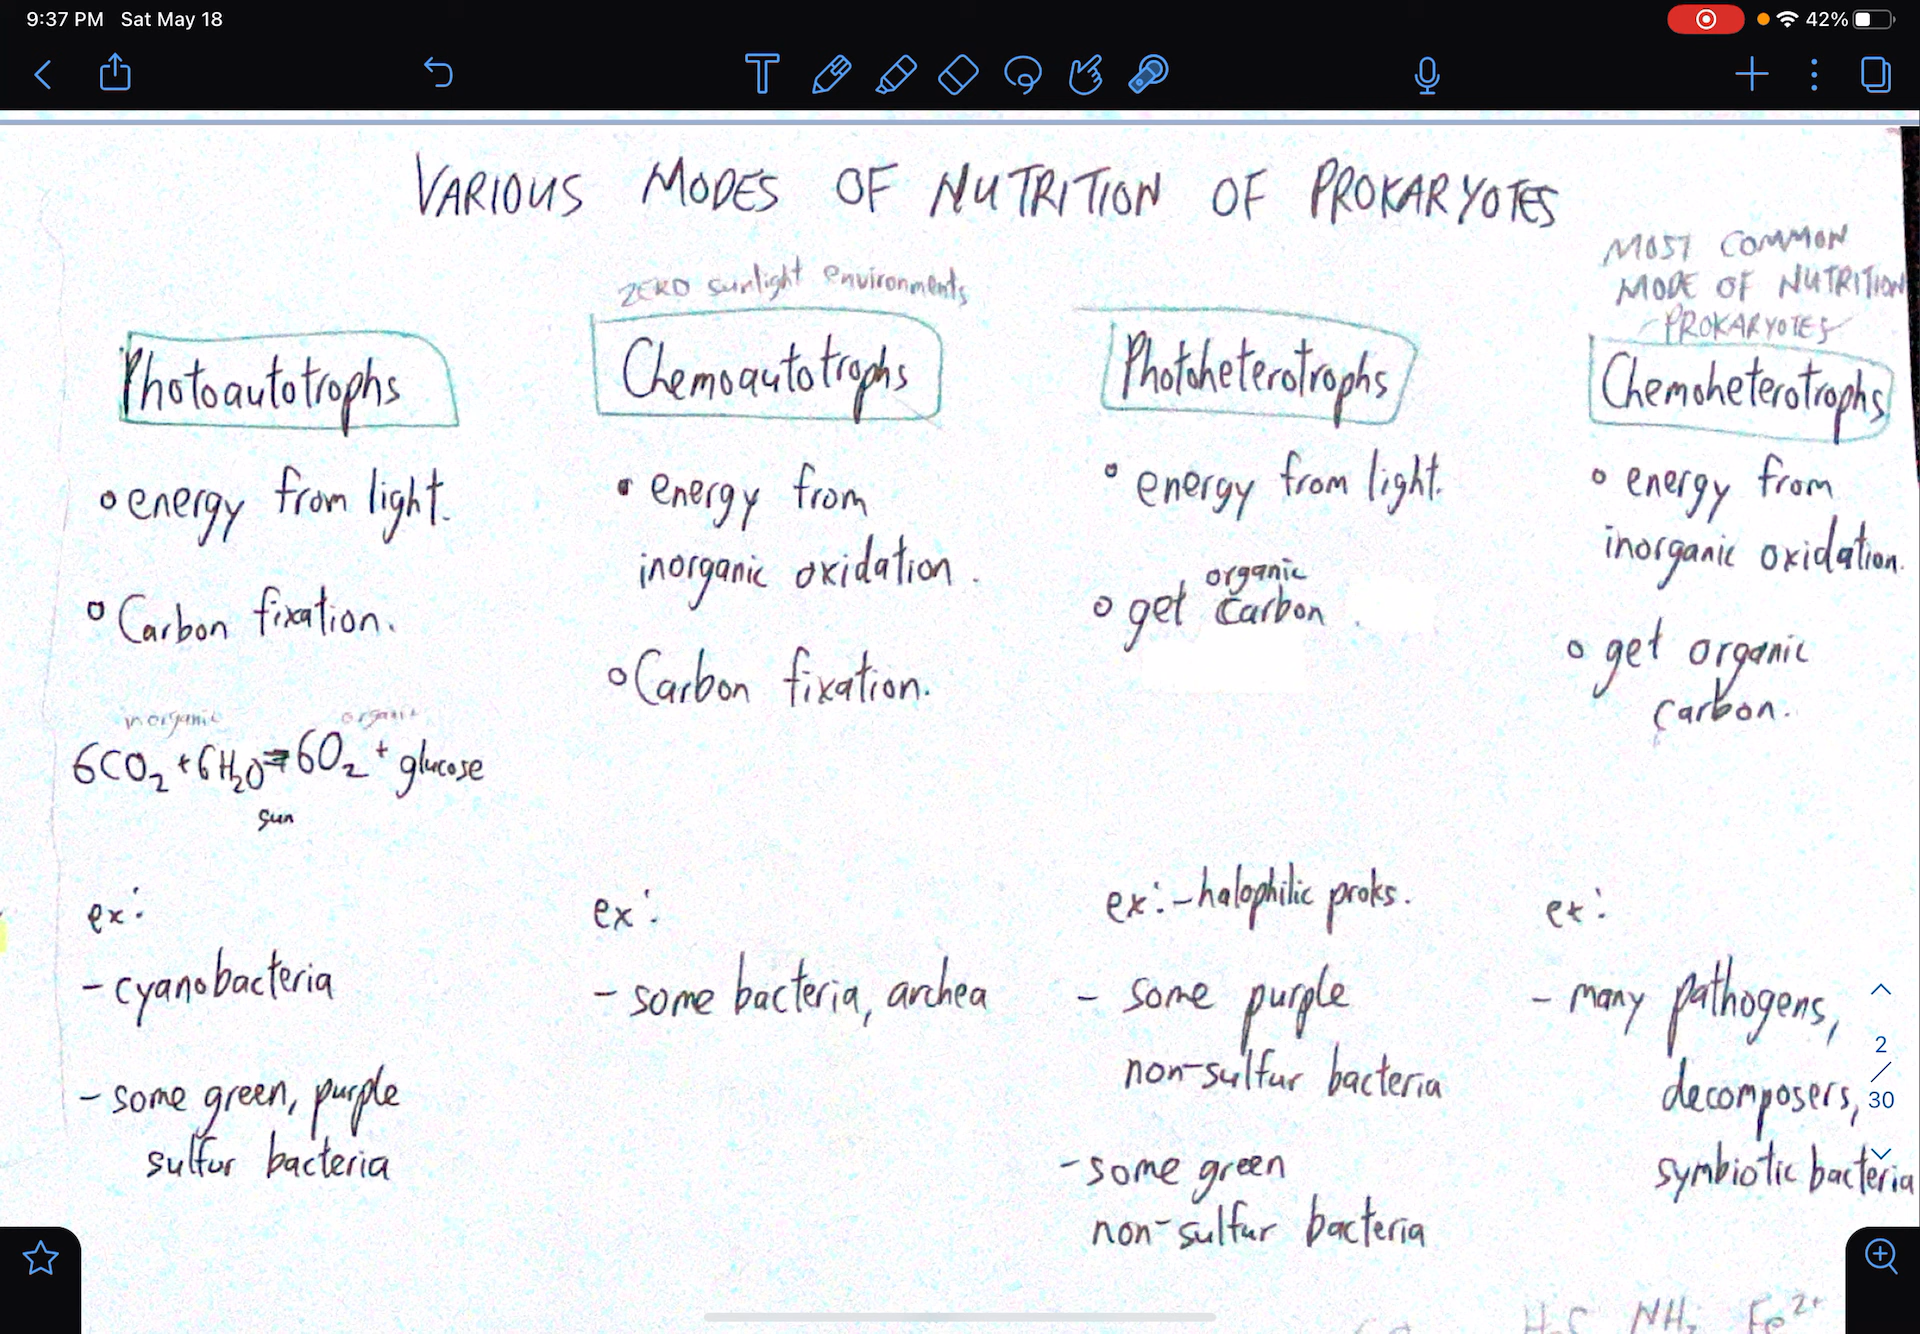 9:37 PM Sat May 18
42%
VARIOUS MODES OF NUTRITION OF PROKARYOTES
Photoautotrophs
energy from light.
Carbon fixation.
inorganic organic
6CO₂ + 6H₂O ⇒ 6O₂ + glucose
sun
ex:
- cyanobacteria
- some green, purple
sulfur bacteria
ZERO sunlight environments
Chemoautotrophs
energy from
inorganic oxidation.
Carbon fixation.
ex:
- some bacteria, archea
Photoheterotrophs
energy from light.
organic
get carbon.
ex: - halophilic proks.
- some purple
non-sulfur bacteria
- some green
non-sulfur bacteria
MOST COMMON
MODE OF NUTRITION
PROKARYOTES
Chemoheterotrophs
energy from
inorganic oxidation.
get organic
carbon.
ex:
- many pathogens,
decomposers,
symbiotic bacteria
2
/
30
NH₃ Fe²⁺